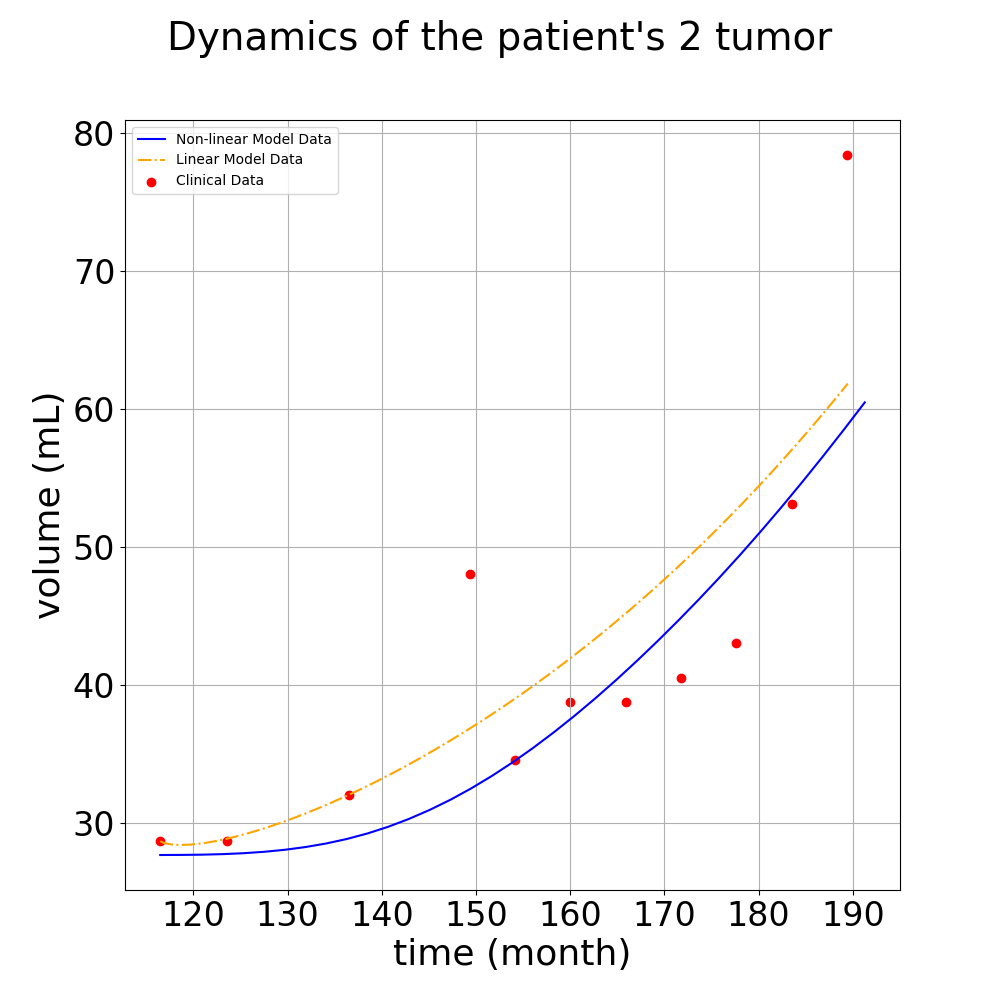 Dynamics of the patient's 2 tumor
Non-linear Model Data
Linear Model Data
Clinical Data
80
70
60
50
40
30
volume (mL)
120 130 140 150 160 170 180 190
time (month)